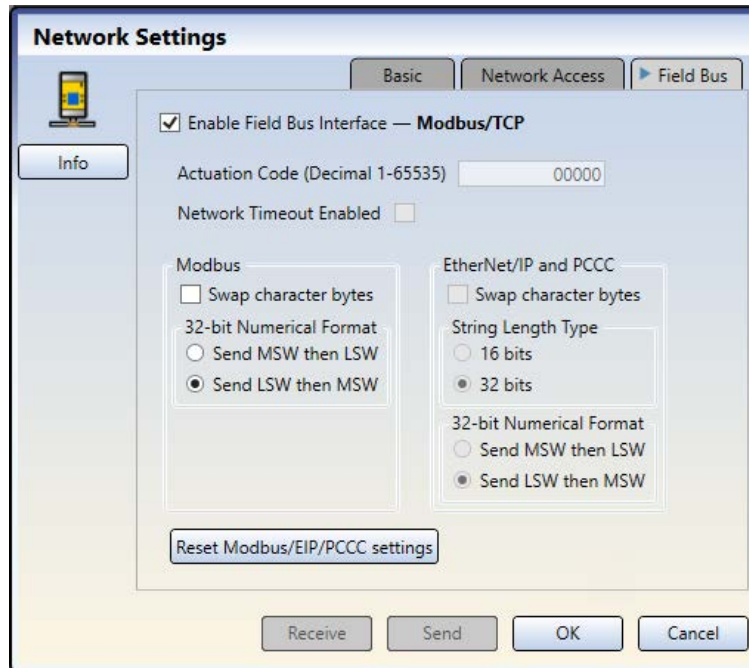 Network Settings
Basic
Network Access
Field Bus
Info
Enable Field Bus Interface — Modbus/TCP
Actuation Code (Decimal 1-65535)
00000
Network Timeout Enabled
Modbus
Swap character bytes
32-bit Numerical Format
Send MSW then LSW
Send LSW then MSW
EtherNet/IP and PCCC
Swap character bytes
String Length Type
16 bits
32 bits
32-bit Numerical Format
Send MSW then LSW
Send LSW then MSW
Reset Modbus/EIP/PCCC settings
Receive
Send
OK
Cancel